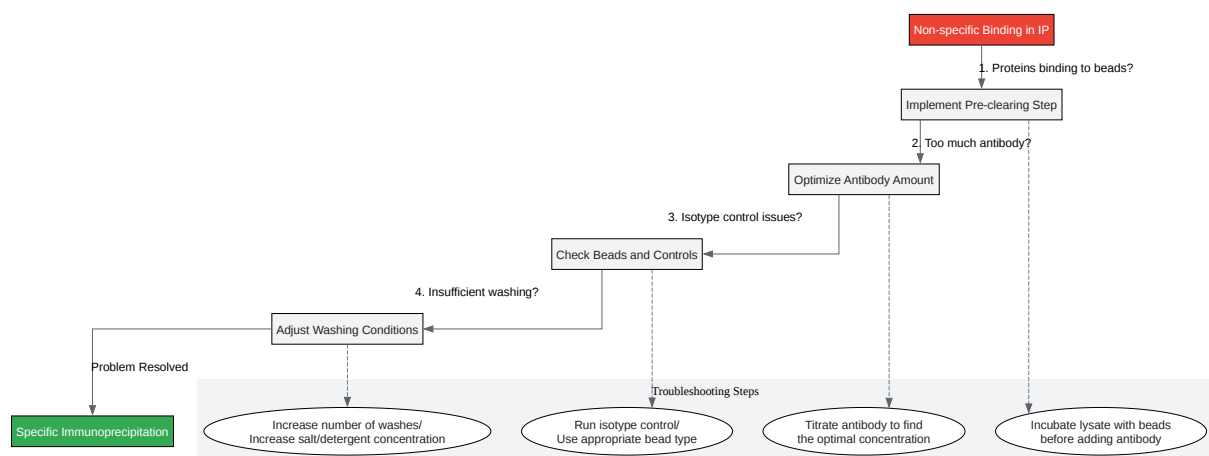 Non-specific Binding in IP
1. Proteins binding to beads?
Implement Pre-clearing Step
2. Too much antibody?
Optimize Antibody Amount
3. Isotype control issues?
Check Beads and Controls
4. Insufficient washing?
Adjust Washing Conditions
Problem Resolved
Troubleshooting Steps
Specific Immunoprecipitation
Increase number of washes/
Increase salt/detergent concentration
Run isotype control/
Use appropriate bead type
Titrate antibody to find
the optimal concentration
Incubate lysate with beads
before adding antibody